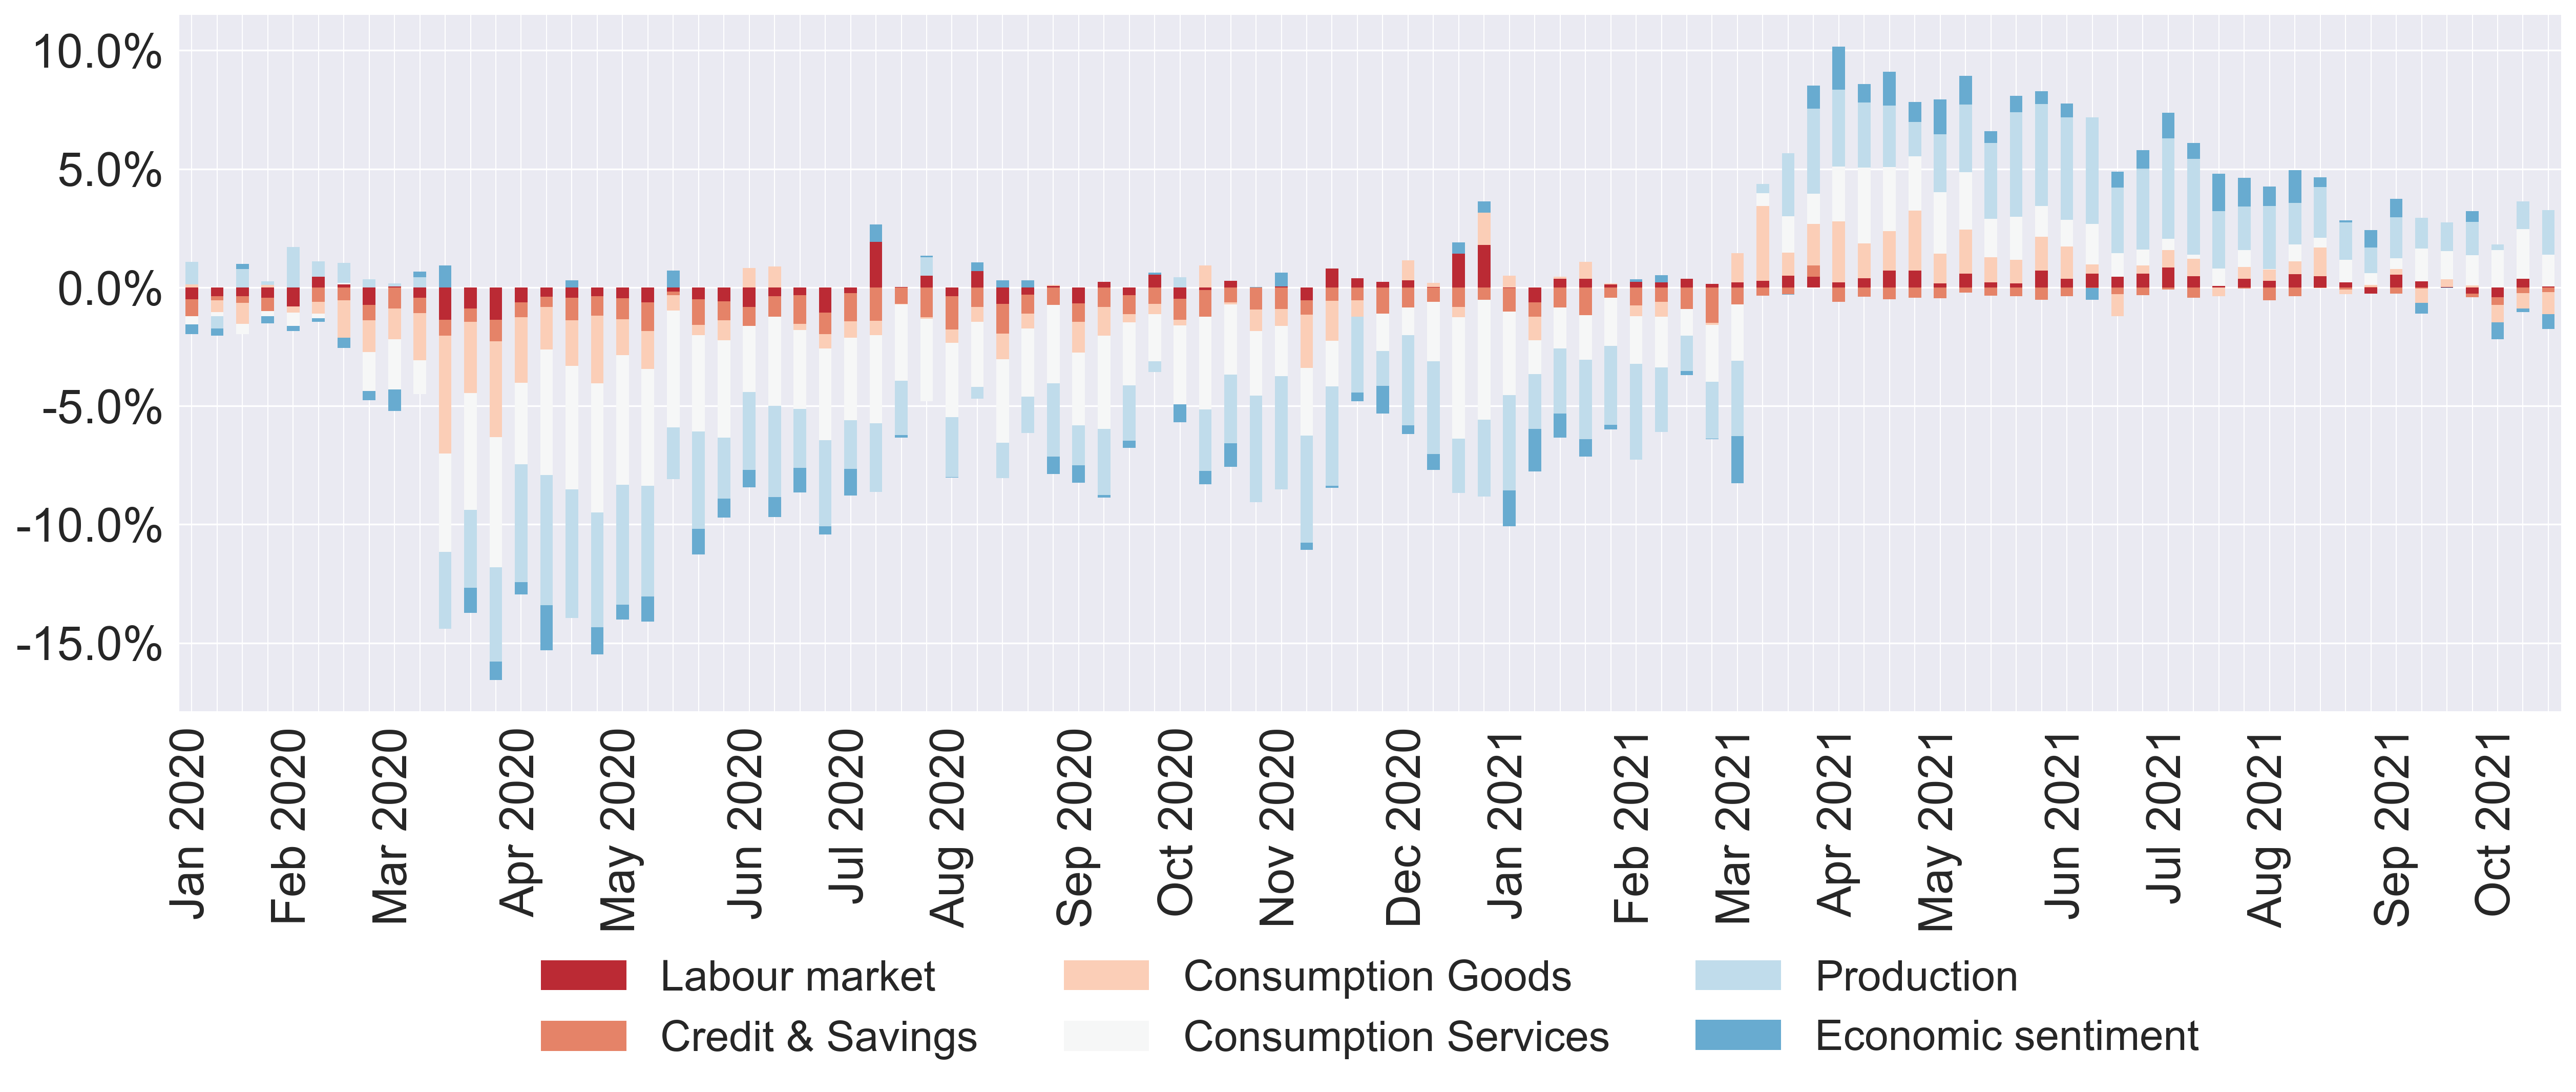 10.0%
5.0%
0.0%
-5.0%
-10.0%
-15.0%
Jan 2020
Feb 2020
Mar 2020
Apr 2020
May 2020
Jun 2020
Jul 2020
Aug 2020
Sep 2020
Oct 2020
Nov 2020
Dec 2020
Jan 2021
Feb 2021
Mar 2021
Apr 2021
May 2021
Jun 2021
Jul 2021
Aug 2021
Sep 2021
Oct 2021
Labour market
Consumption Goods
Production
Credit & Savings
Consumption Services
Economic sentiment